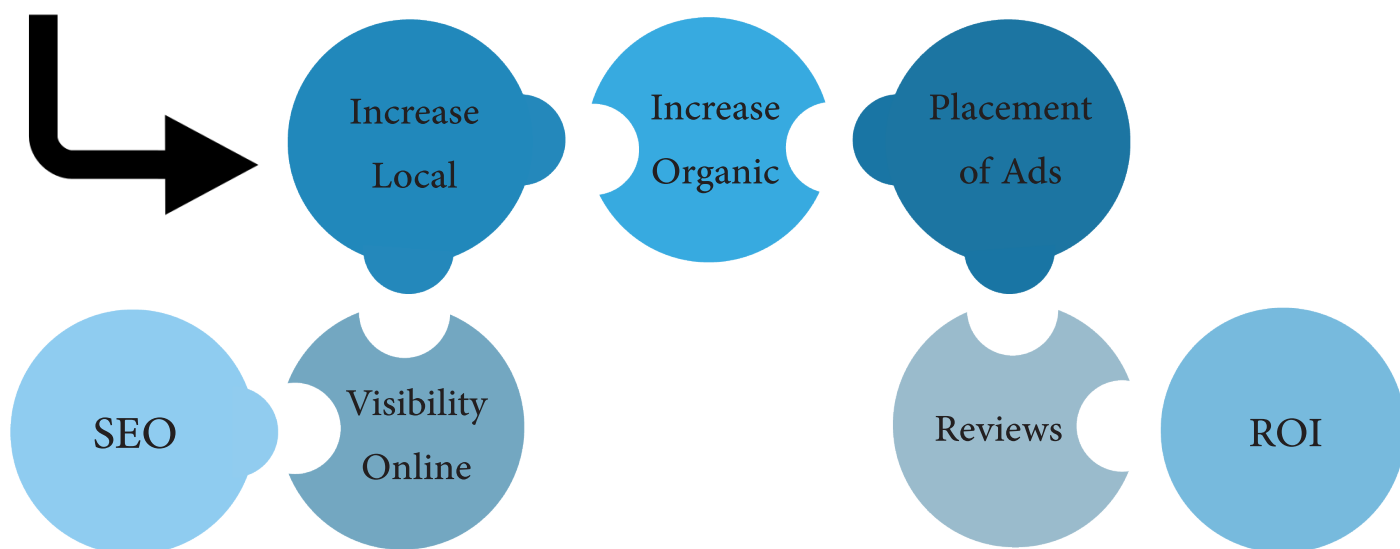 Increase
Local
Increase
Organic
Placement
of Ads
SEO
Visibility
Online
Reviews
ROI